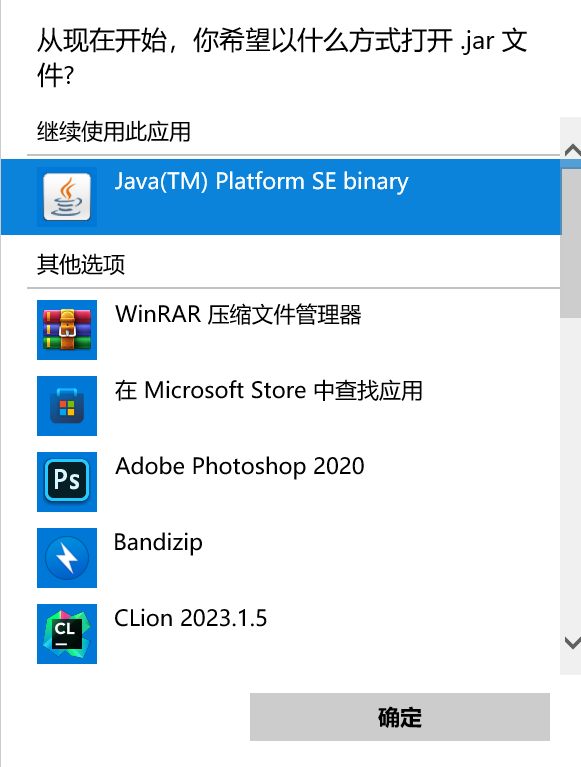 从现在开始，你希望以什么方式打开 .jar 文
件?
继续使用此应用
Java(TM) Platform SE binary
其他选项
WinRAR 压缩文件管理器
在 Microsoft Store 中查找应用
Ps
Adobe Photoshop 2020
Bandizip
CL
CLion 2023.1.5
确定